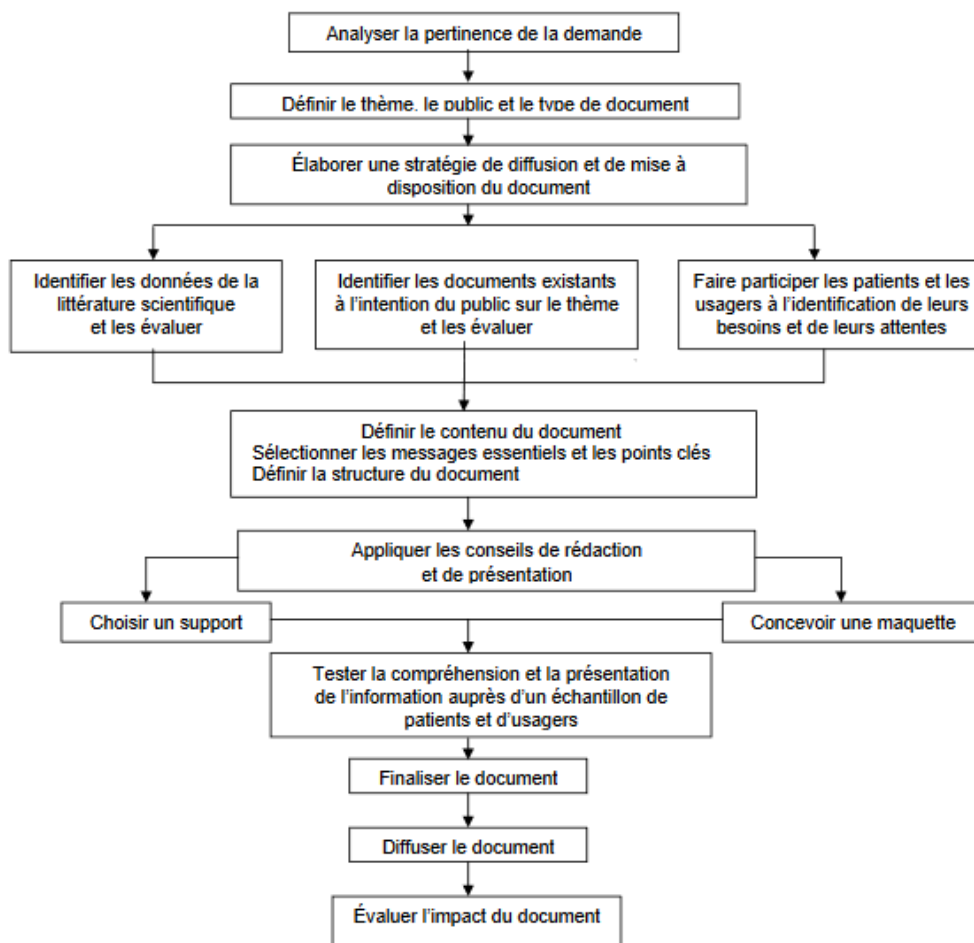 Analyser la pertinence de la demande
Définir le thème, le public et le type de document
Élaborer une stratégie de diffusion et de mise à
disposition du document
Identifier les données de la
littérature scientifique
et les évaluer
Identifier les documents existants
à l’intention du public sur le thème
et les évaluer
Faire participer les patients et les
usagers à l’identification de leurs
besoins et de leurs attentes
Définir le contenu du document
Sélectionner les messages essentiels et les points clés
Définir la structure du document
Appliquer les conseils de rédaction
et de présentation
Choisir un support
Concevoir une maquette
Tester la compréhension et la présentation
de l’information auprès d’un échantillon de
patients et d’usagers
Finaliser le document
Diffuser le document
Évaluer l’impact du document